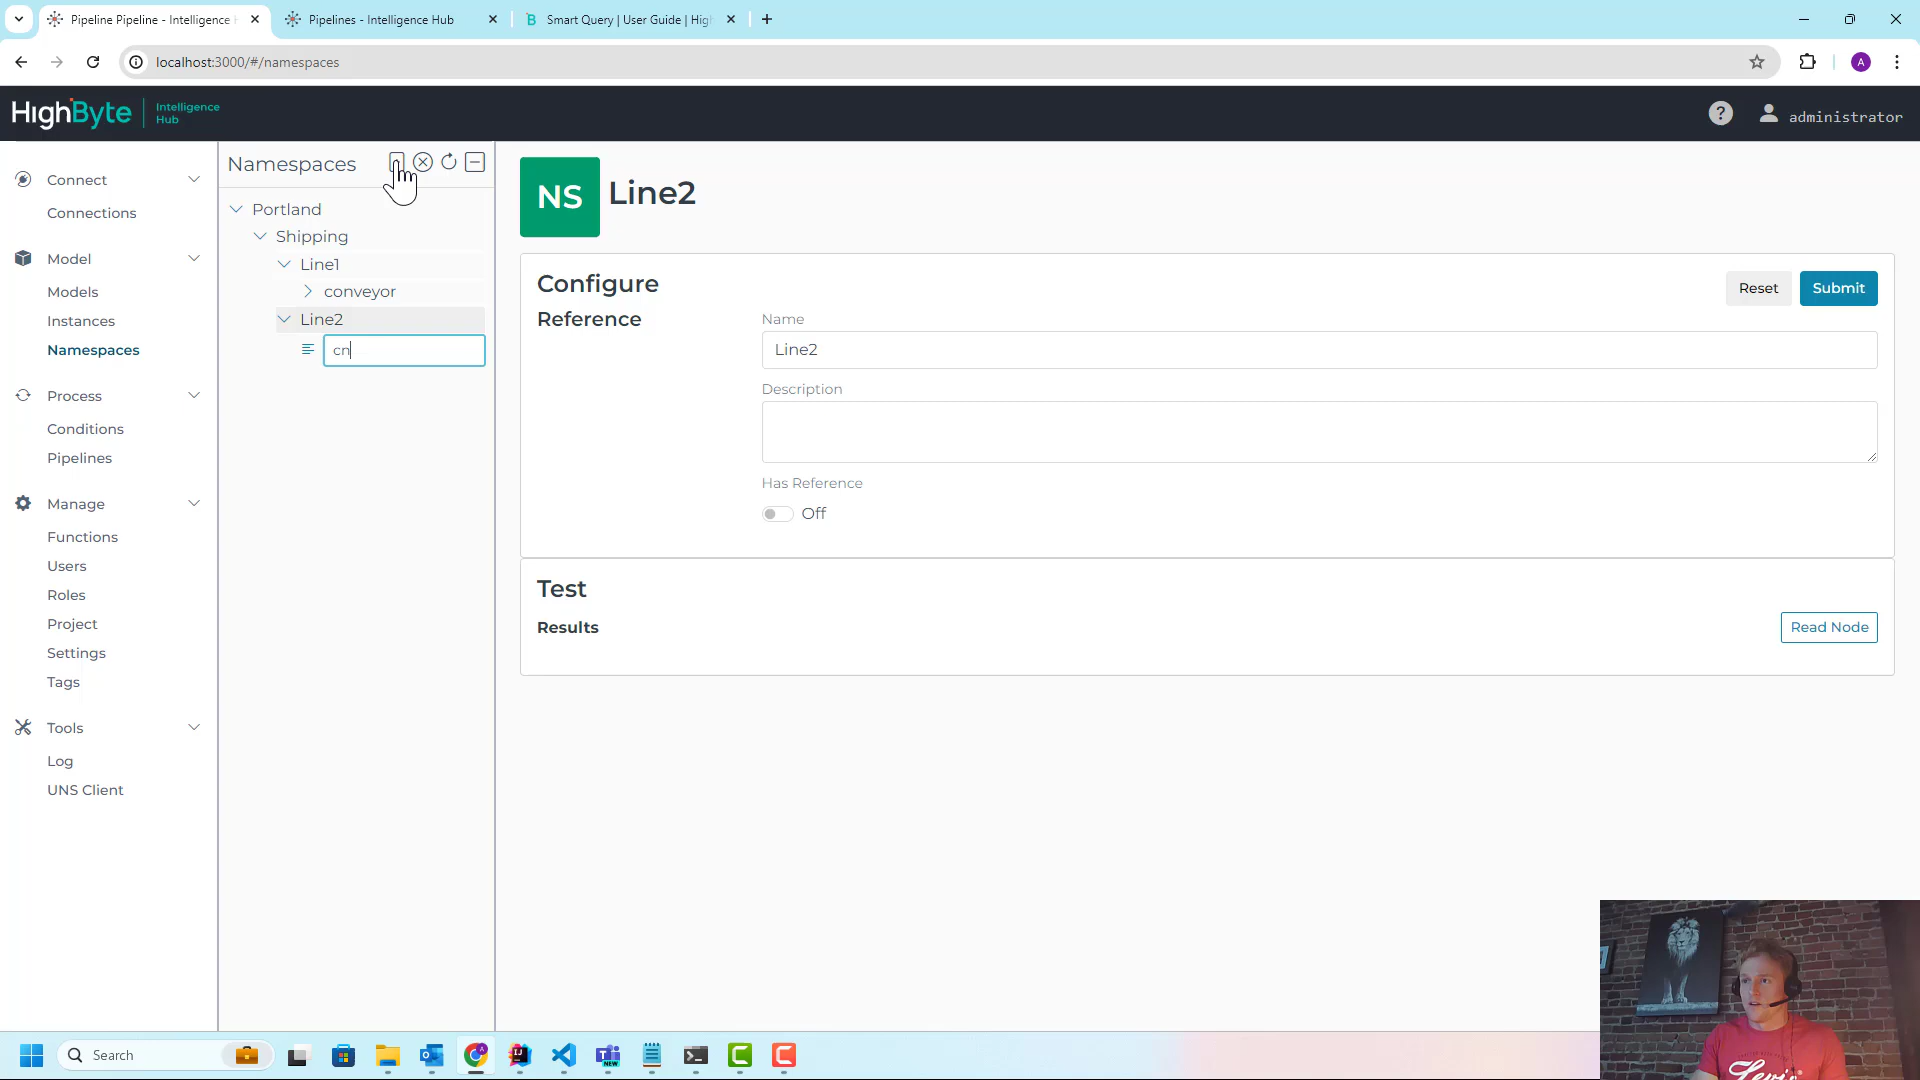 Pipeline Pipeline - Intelligence
Pipelines - Intelligence Hub
Smart Query | User Guide | Hig
localhost:3000/#/namespaces
A
HighByte
Intelligence
Hub
?
administrator
Connect
Connections
Model
Models
Instances
Namespaces
Process
Conditions
Pipelines
Manage
Functions
Users
Roles
Project
Settings
Tags
Tools
Log
UNS Client
Namespaces
Portland
Shipping
Line1
conveyor
Line2
cn
NS
Line2
Configure
Reset
Submit
Reference
Name
Line2
Description
Has Reference
Off
Test
Results
Read Node
Search